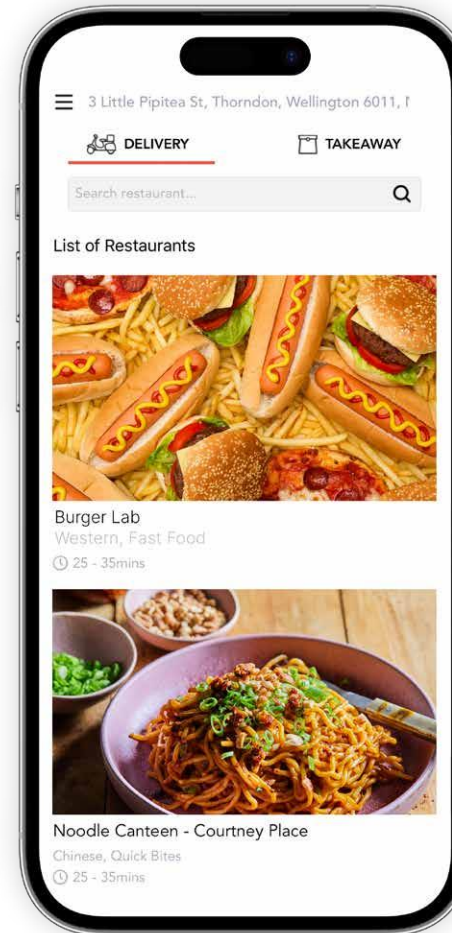 3 Little Pipitea St, Thorndon, Wellington 6011,
DELIVERY
TAKEAWAY
Search restaurant...
List of Restaurants
Burger Lab
Western, Fast Food
25 - 35mins
Noodle Canteen - Courtney Place
Chinese, Quick Bites
25 - 35mins